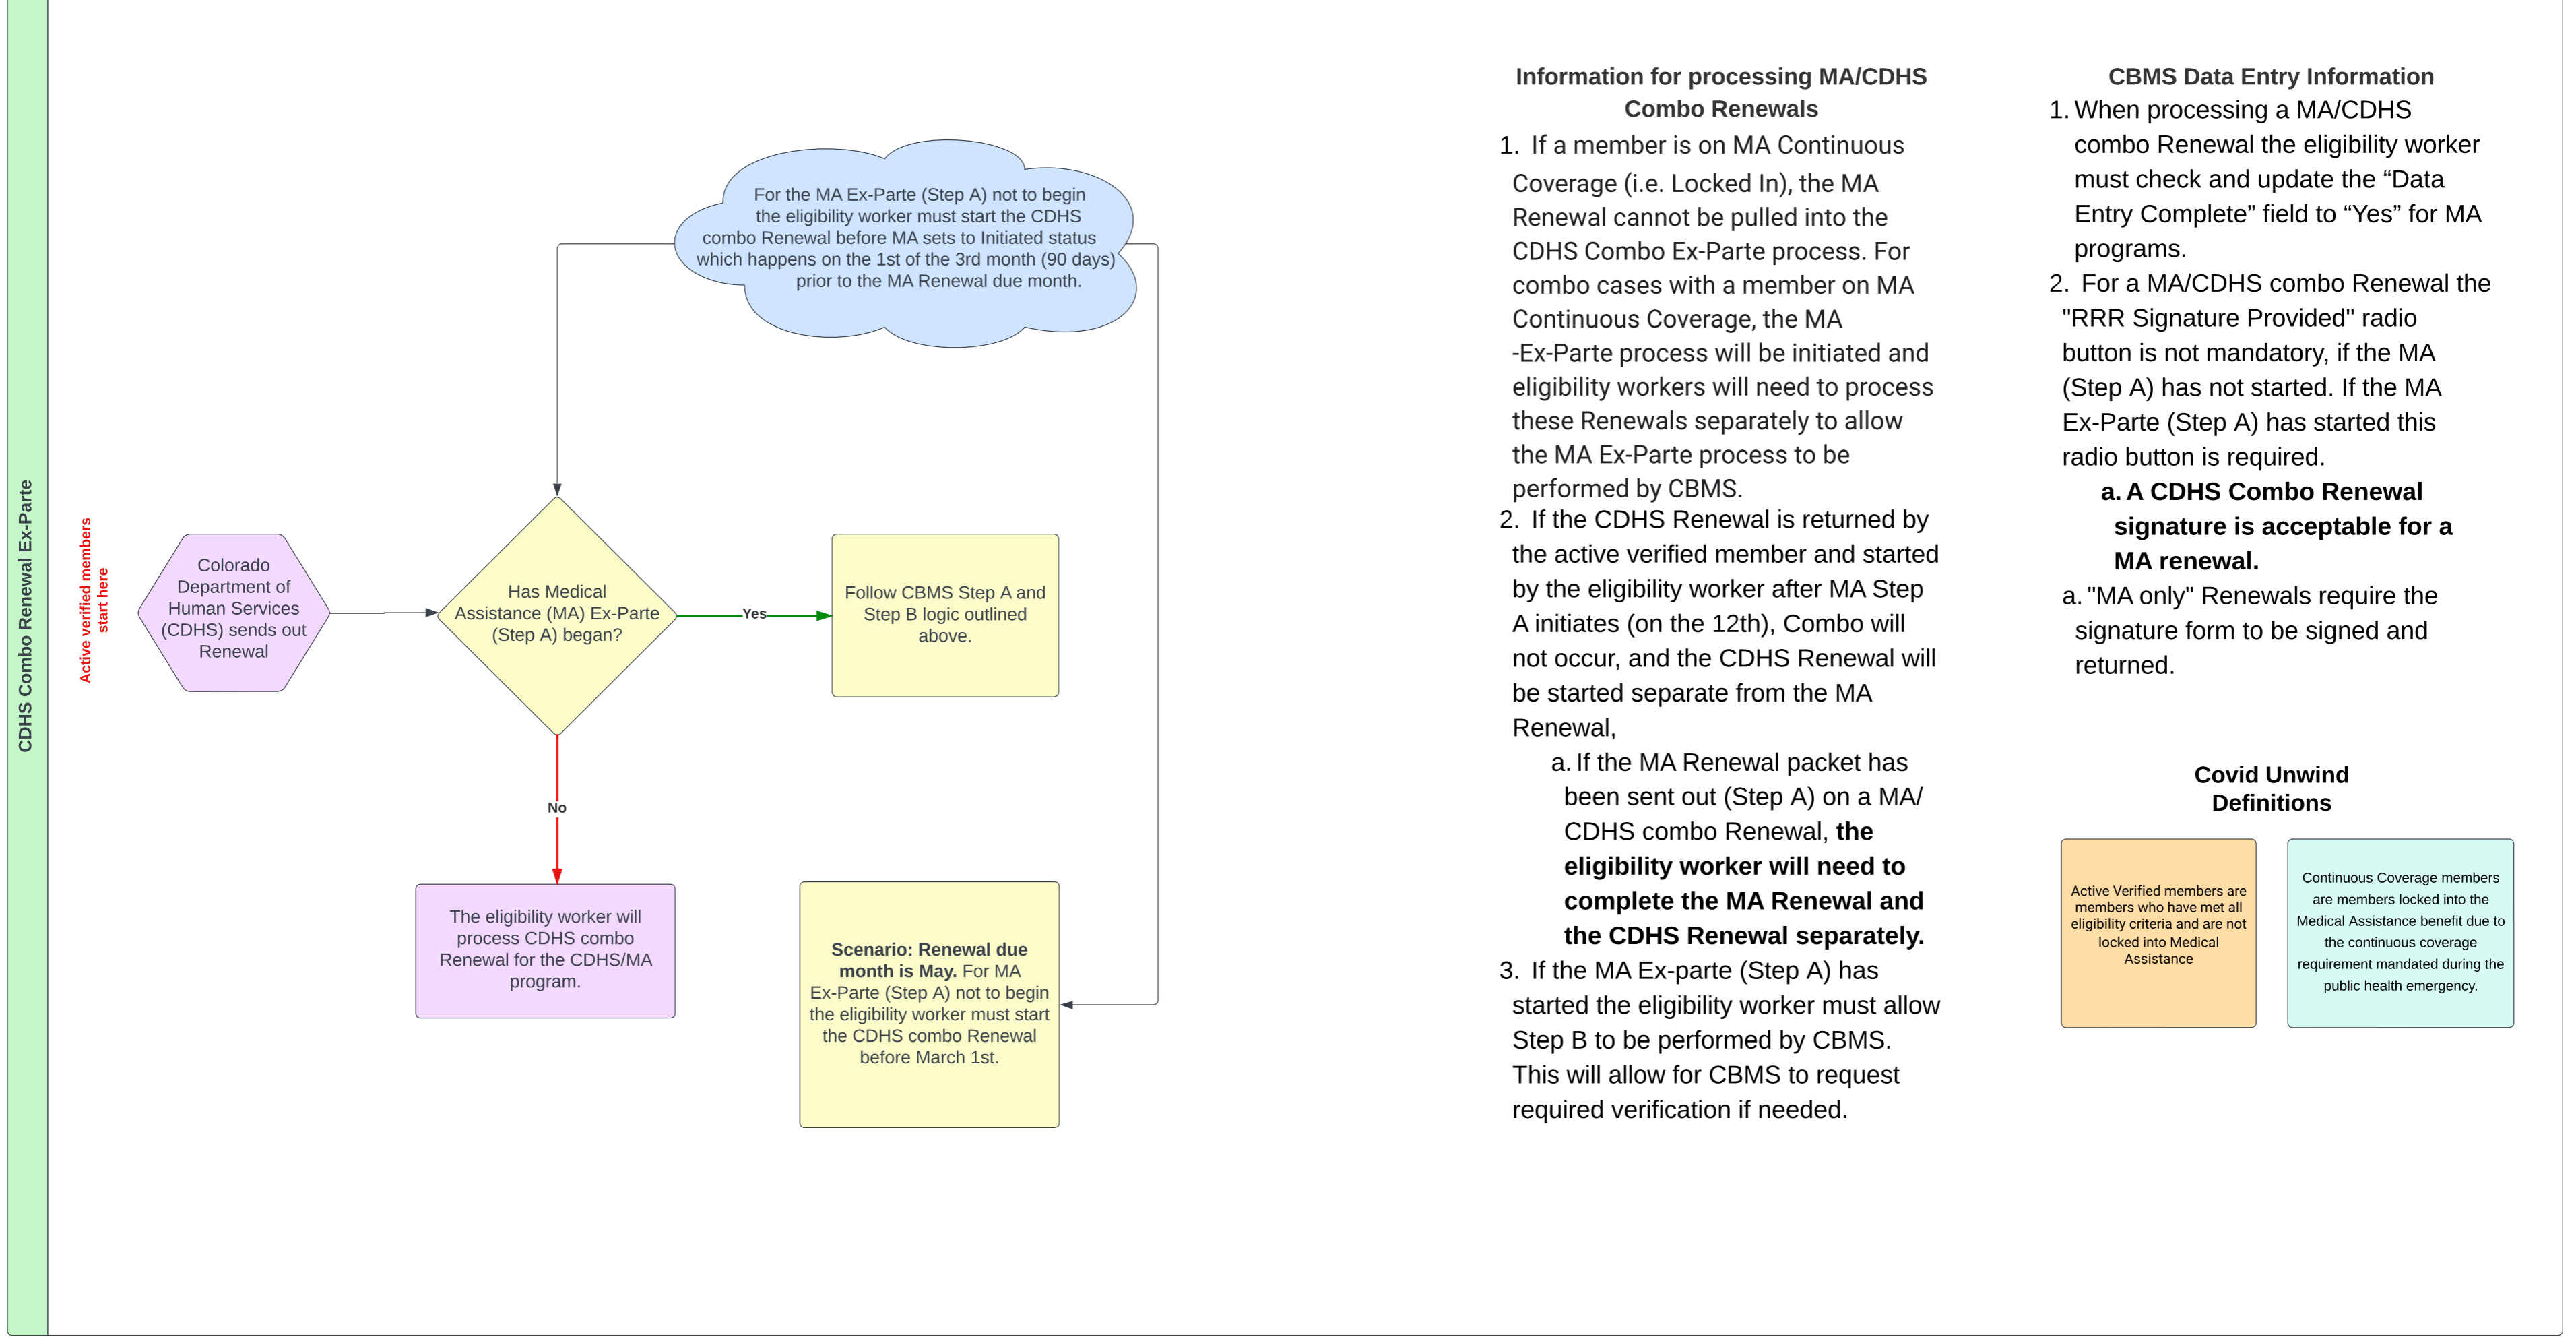 CDHS Combo Renewal Ex-Parte
Active verified members
start here
Colorado
Department of
Human Services
(CDHS) sends out
Renewal
For the MA Ex-Parte (Step A) not to begin
the eligibility worker must start the CDHS
combo Renewal before MA sets to Initiated status
which happens on the 1st of the 3rd month (90 days)
prior to the MA Renewal due month.
Has Medical
Assistance (MA) Ex-Parte
(Step A) began?
Yes
Follow CBMS Step A and
Step B logic outlined
above.
No
The eligibility worker will
process CDHS combo
Renewal for the CDHS/MA
program.
Scenario: Renewal due
month is May. For MA
Ex-Parte (Step A) not to begin
the eligibility worker must start
the CDHS combo Renewal
before March 1st.
Information for processing MA/CDHS
Combo Renewals
1. If a member is on MA Continuous
Coverage (i.e. Locked In), the MA
Renewal cannot be pulled into the
CDHS Combo Ex-Parte process. For
combo cases with a member on MA
Continuous Coverage, the MA
-Ex-Parte process will be initiated and
eligibility workers will need to process
these Renewals separately to allow
the MA Ex-Parte process to be
performed by CBMS.
2. If the CDHS Renewal is returned by
the active verified member and started
by the eligibility worker after MA Step
A initiates (on the 12th), Combo will
not occur, and the CDHS Renewal will
be started separate from the MA
Renewal,
a. If the MA Renewal packet has
been sent out (Step A) on a MA/
CDHS combo Renewal, the
eligibility worker will need to
complete the MA Renewal and
the CDHS Renewal separately.
3. If the MA Ex-parte (Step A) has
started the eligibility worker must allow
Step B to be performed by CBMS.
This will allow for CBMS to request
required verification if needed.
CBMS Data Entry Information
1. When processing a MA/CDHS
combo Renewal the eligibility worker
must check and update the “Data
Entry Complete” field to “Yes” for MA
programs.
2. For a MA/CDHS combo Renewal the
"RRR Signature Provided" radio
button is not mandatory, if the MA
(Step A) has not started. If the MA
Ex-Parte (Step A) has started this
radio button is required.
a. A CDHS Combo Renewal
signature is acceptable for a
MA renewal.
a. "MA only" Renewals require the
signature form to be signed and
returned.
Covid Unwind
Definitions
Active Verified members are
members who have met all
eligibility criteria and are not
locked into Medical
Assistance
Continuous Coverage members
are members locked into the
Medical Assistance benefit due to
the continuous coverage
requirement mandated during the
public health emergency.